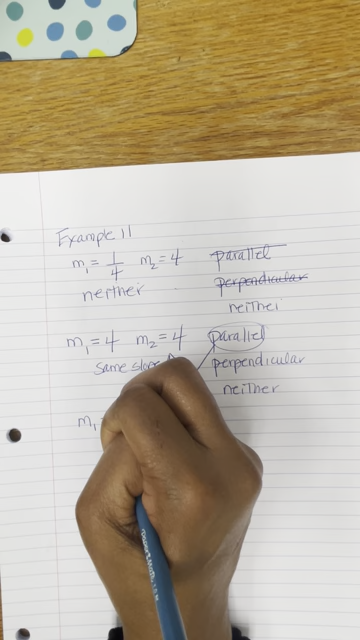 Example 11
m₁ = 1/4 m₂ = 4 parallel
perpendicular
neither neither
m₁ = 4 m₂ = 4 parallel
same slope perpendicular
neither
m₁